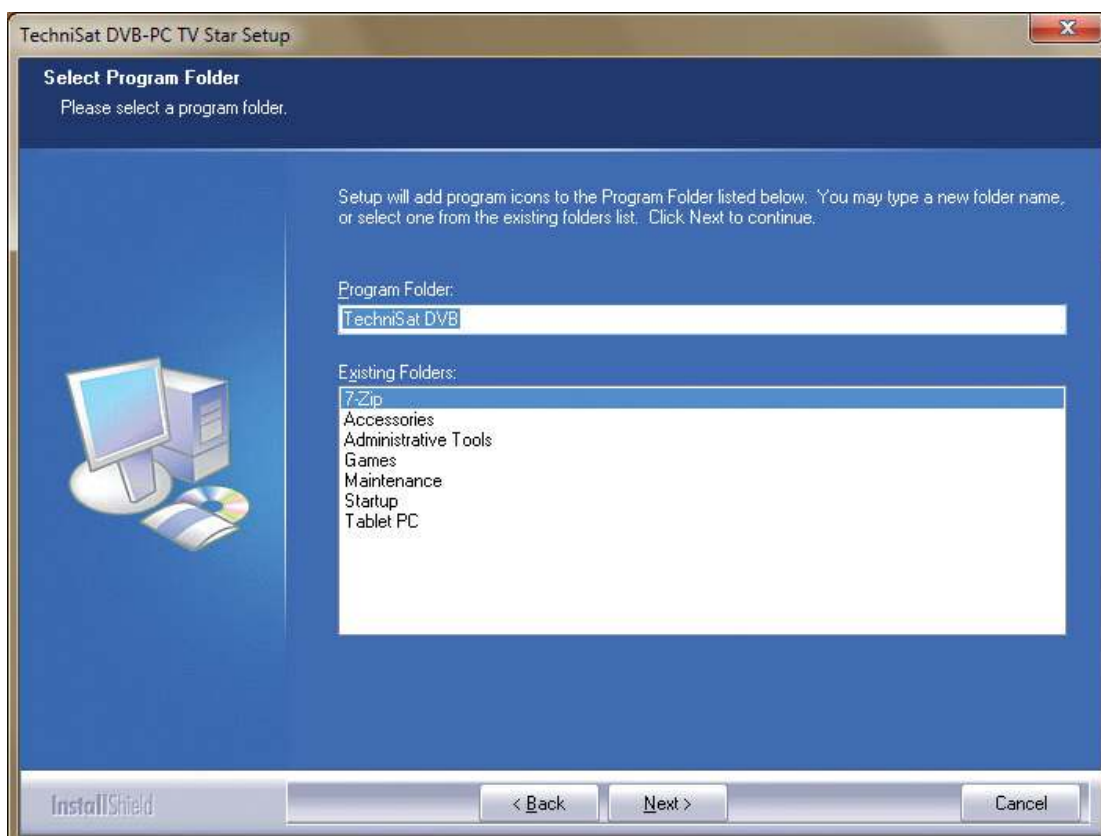 TechniSat DVB-PC TV Star Setup
Select Program Folder
Please select a program folder.
Setup will add program icons to the Program Folder listed below. You may type a new folder name,
or select one from the existing folders list. Click Next to continue.
Program Folder:
TechniSat DVB
Existing Folders:
7-Zip
Accessories
Administrative Tools
Games
Maintenance
Startup
Tablet PC
InstallShield
< Back
Next >
Cancel